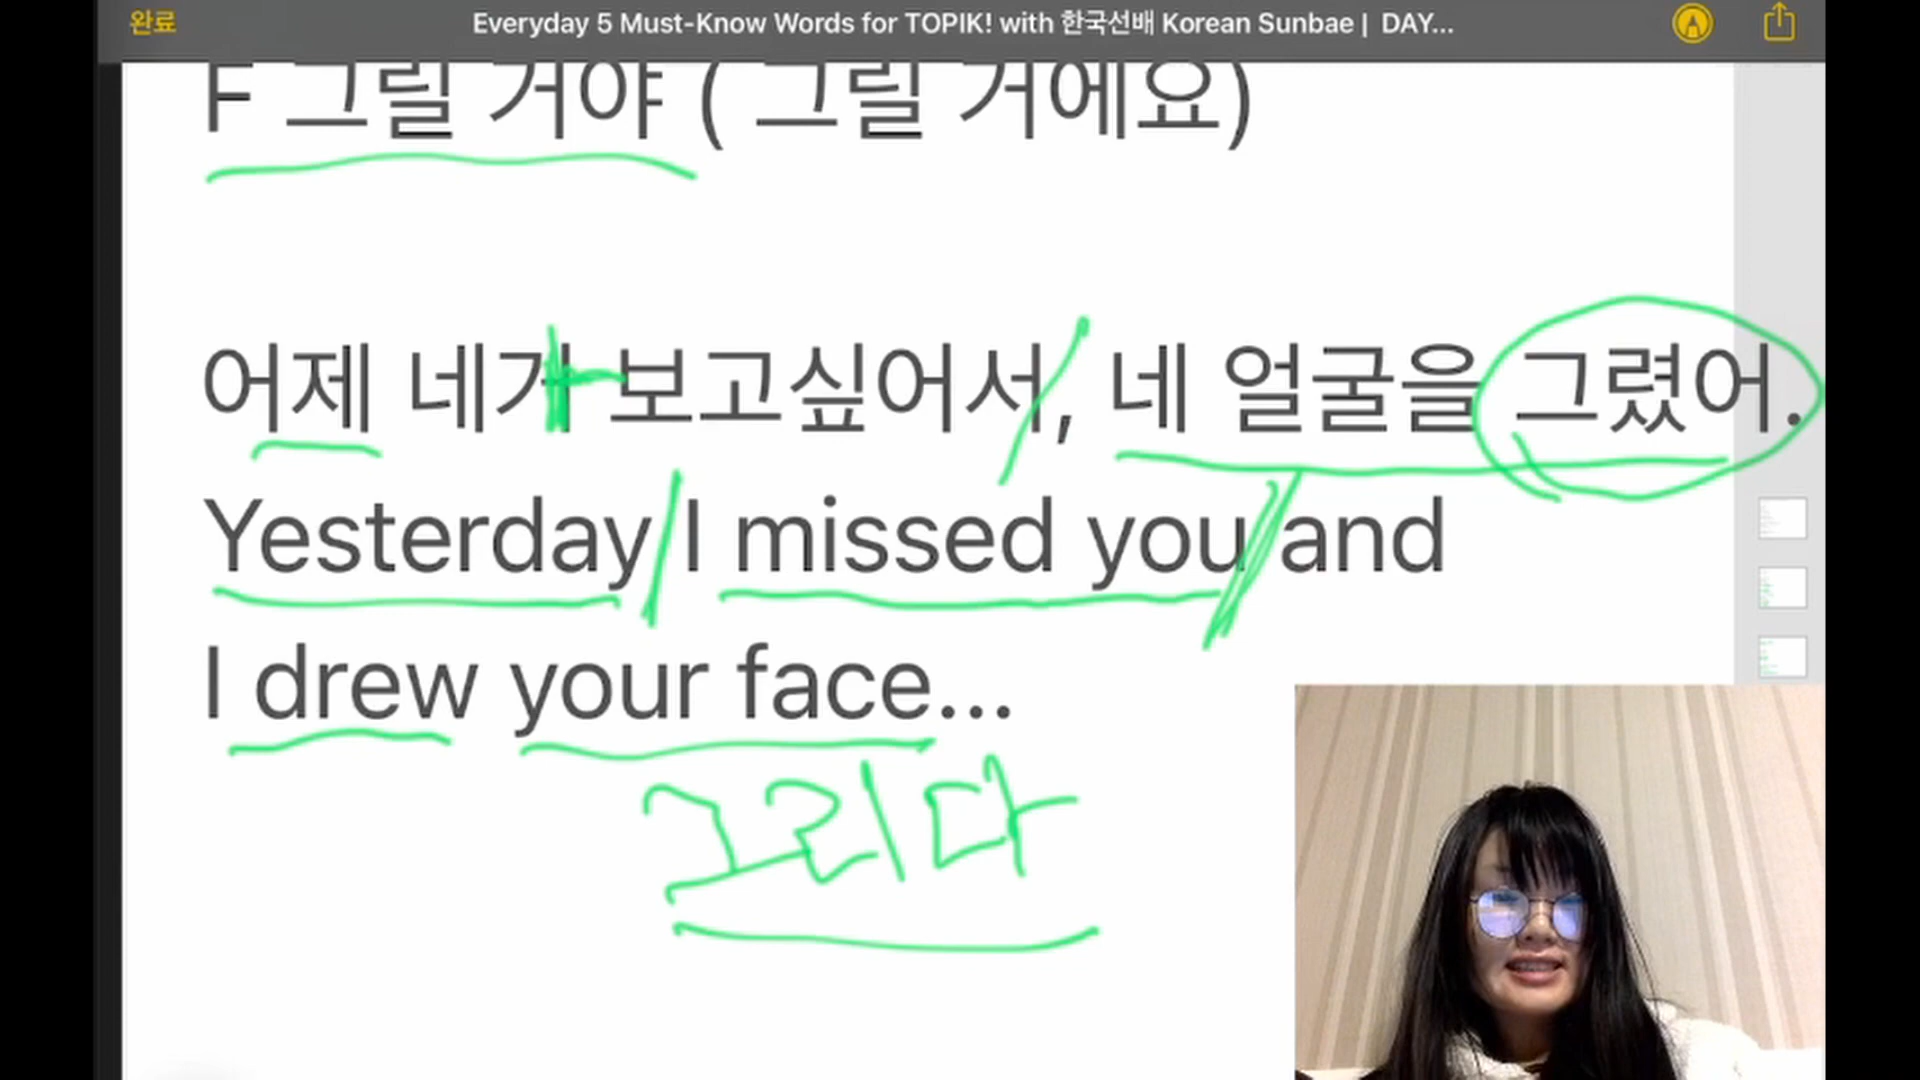 완료 Everyday 5 Must-Know Words for TOPIK! with 한국선배 Korean Sunbae | DAY...
F 그릴 거야 ( 그릴 거에요)
어제 네가 보고싶어서, 네 얼굴을 그렸어.
Yesterday I missed you and
I drew your face...
그리다